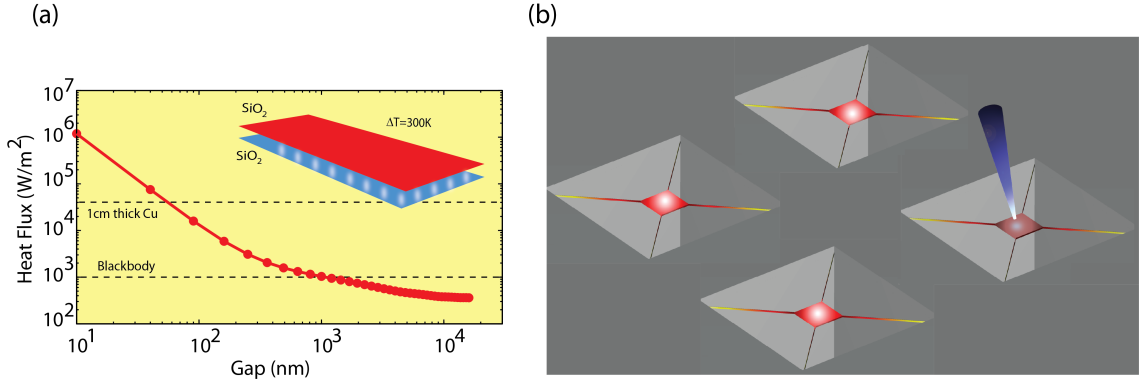 (a)
(b)
10⁷
10⁶
10⁵
10⁴
10³
10²
Heat Flux (W/m²)
SiO₂
SiO₂
ΔT=300K
1cm thick Cu
Blackbody
10¹
10²
10³
10⁴
Gap (nm)